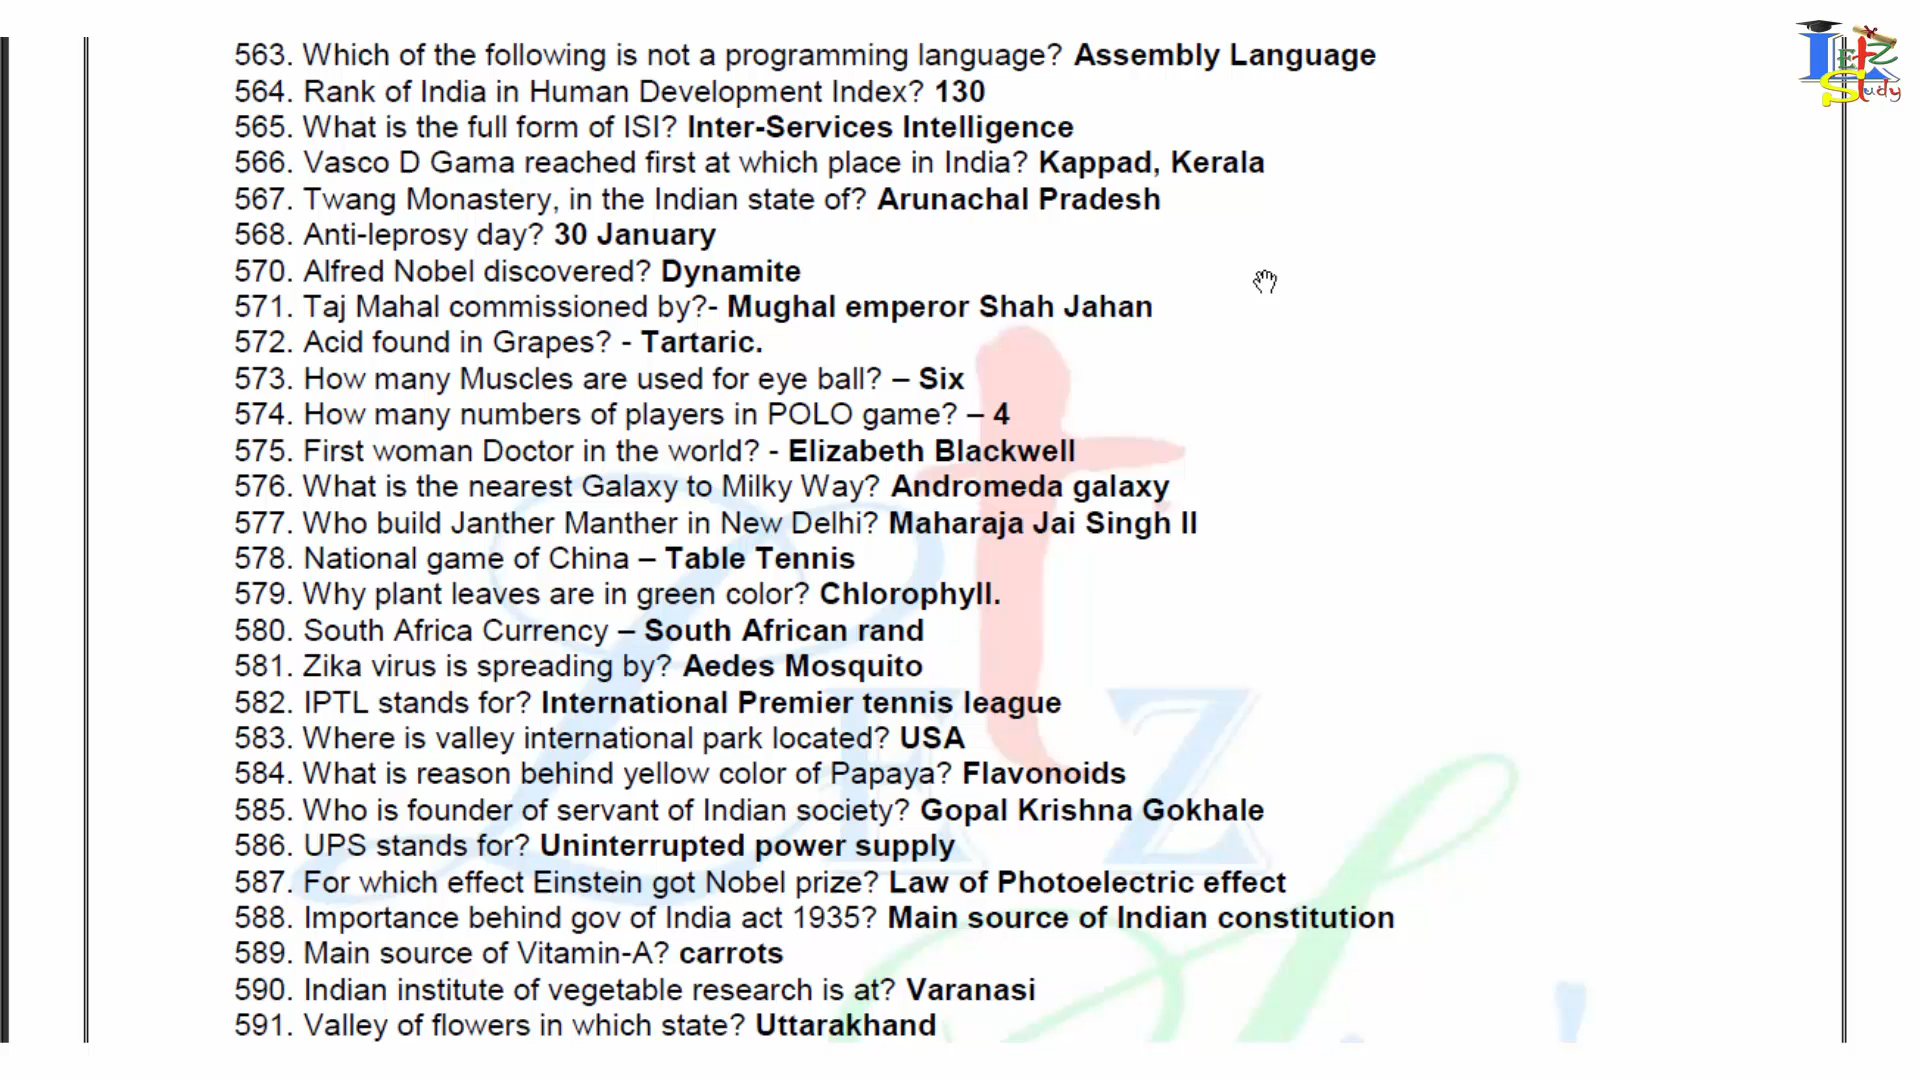 563. Which of the following is not a programming language? Assembly Language
564. Rank of India in Human Development Index? 130
565. What is the full form of ISI? Inter-Services Intelligence
566. Vasco D Gama reached first at which place in India? Kappad, Kerala
567. Twang Monastery, in the Indian state of? Arunachal Pradesh
568. Anti-leprosy day? 30 January
570. Alfred Nobel discovered? Dynamite
571. Taj Mahal commissioned by?- Mughal emperor Shah Jahan
572. Acid found in Grapes? - Tartaric.
573. How many Muscles are used for eye ball? – Six
574. How many numbers of players in POLO game? – 4
575. First woman Doctor in the world? - Elizabeth Blackwell
576. What is the nearest Galaxy to Milky Way? Andromeda galaxy
577. Who build Janther Manther in New Delhi? Maharaja Jai Singh II
578. National game of China – Table Tennis
579. Why plant leaves are in green color? Chlorophyll.
580. South Africa Currency – South African rand
581. Zika virus is spreading by? Aedes Mosquito
582. IPTL stands for? International Premier tennis league
583. Where is valley international park located? USA
584. What is reason behind yellow color of Papaya? Flavonoids
585. Who is founder of servant of Indian society? Gopal Krishna Gokhale
586. UPS stands for? Uninterrupted power supply
587. For which effect Einstein got Nobel prize? Law of Photoelectric effect
588. Importance behind gov of India act 1935? Main source of Indian constitution
589. Main source of Vitamin-A? carrots
590. Indian institute of vegetable research is at? Varanasi
591. Valley of flowers in which state? Uttarakhand
LEtZ
Study